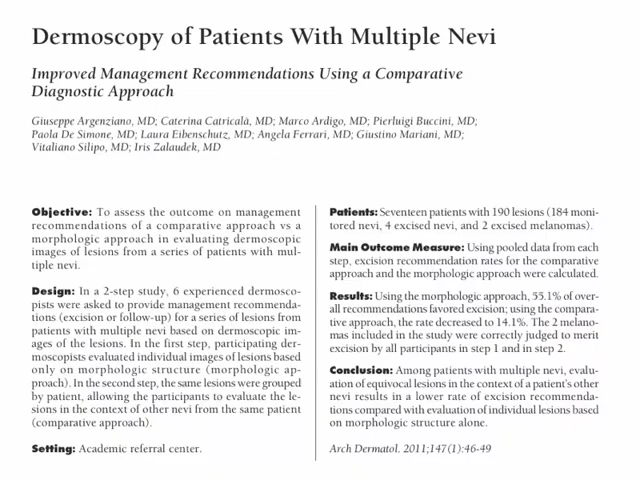 Dermoscopy of Patients With Multiple Nevi
Improved Management Recommendations Using a Comparative
Diagnostic Approach
Giuseppe Argenziano, MD; Caterina Catricalà, MD; Marco Ardigo, MD; Pierluigi Buccini, MD;
Paola De Simone, MD; Laura Eibenschutz, MD; Angela Ferrari, MD; Giustino Mariani, MD;
Vitaliano Silipo, MD; Iris Zalaudek, MD
Objective: To assess the outcome on management
recommendations of a comparative approach vs a
morphologic approach in evaluating dermoscopic
images of lesions from a series of patients with mul-
tiple nevi.
Design: In a 2-step study, 6 experienced dermosco-
pists were asked to provide management recommenda-
tions (excision or follow-up) for a series of lesions from
patients with multiple nevi based on dermoscopic im-
ages of the lesions. In the first step, participating der-
moscopists evaluated individual images of lesions based
only on morphologic structure (morphologic ap-
proach). In the second step, the same lesions were grouped
by patient, allowing the participants to evaluate the le-
sions in the context of other nevi from the same patient
(comparative approach).
Setting: Academic referral center.
Patients: Seventeen patients with 190 lesions (184 moni-
tored nevi, 4 excised nevi, and 2 excised melanomas).
Main Outcome Measure: Using pooled data from each
step, excision recommendation rates for the comparative
approach and the morphologic approach were calculated.
Results: Using the morphologic approach, 55.1% of over-
all recommendations favored excision; using the compara-
tive approach, the rate decreased to 14.1%. The 2 melano-
mas included in the study were correctly judged to merit
excision by all participants in step 1 and in step 2.
Conclusion: Among patients with multiple nevi, evalu-
ation of equivocal lesions in the context of a patient's other
nevi results in a lower rate of excision recommenda-
tions compared with evaluation of individual lesions based
on morphologic structure alone.
Arch Dermatol. 2011;147(1):46-49